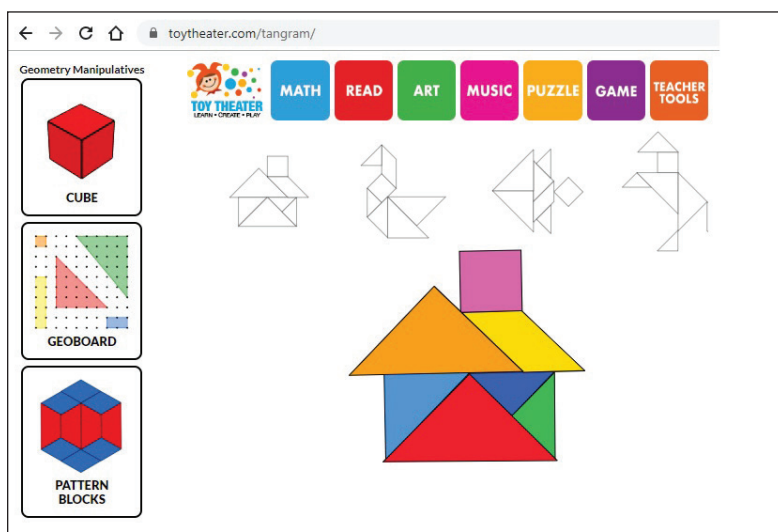 toytheater.com/tangram/
Geometry Manipulatives
TOY THEATER
LEARN • CREATE • PLAY
MATH
READ
ART
MUSIC
PUZZLE
GAME
TEACHER
TOOLS
CUBE
GEOBOARD
PATTERN
BLOCKS